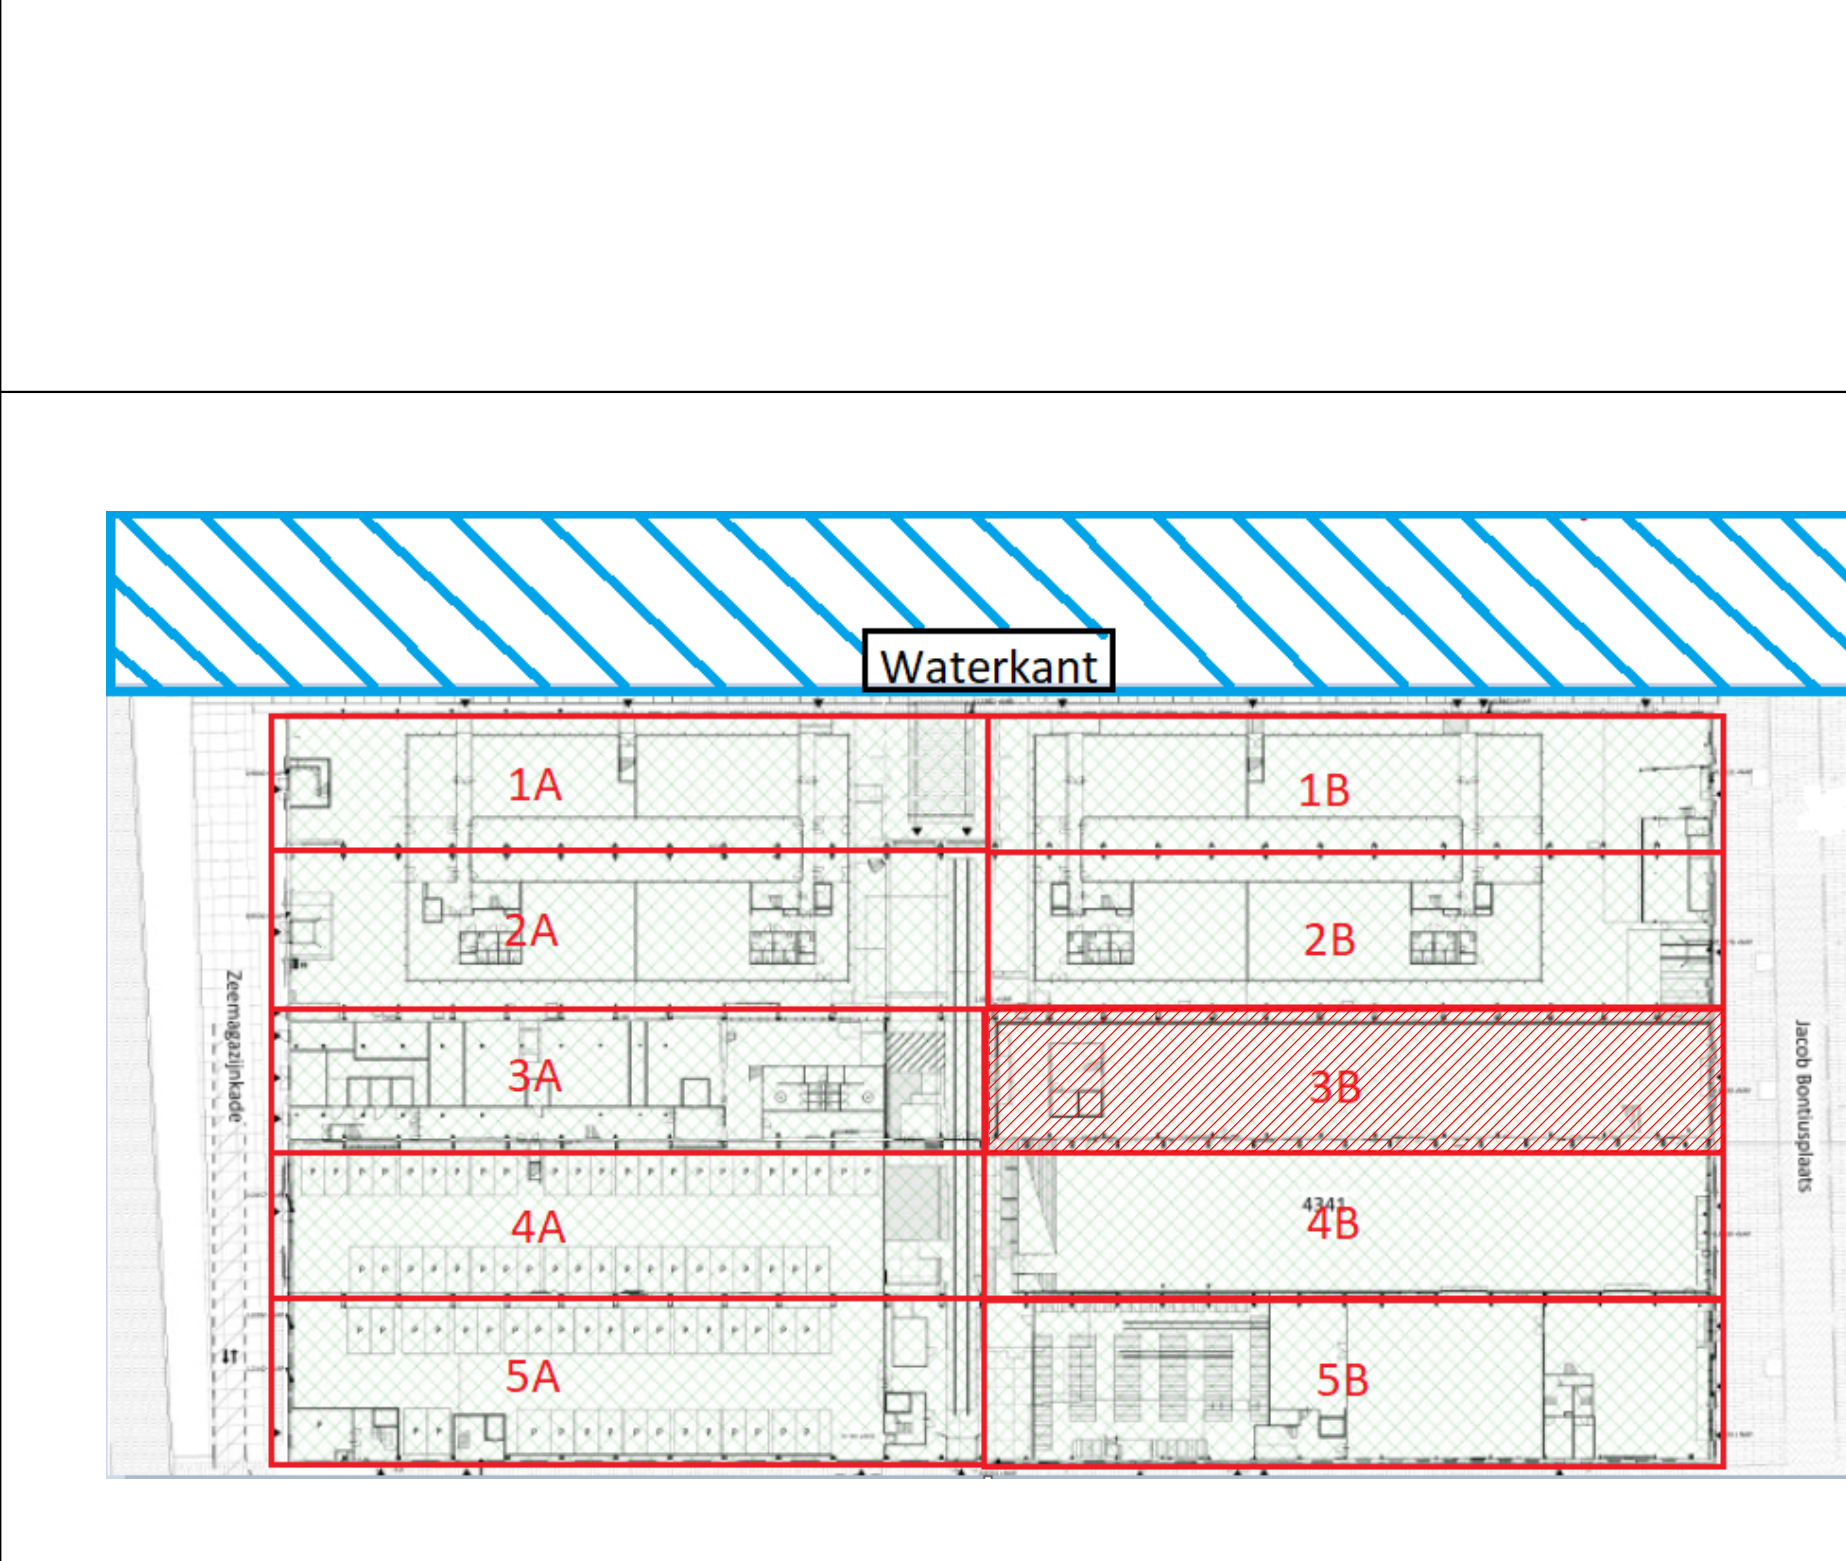 Waterkant
1A
1B
2A
2B
Zeemagazijnkade
Jacob Bontiusplaats
3A
3B
4341
4A
4B
5A
5B